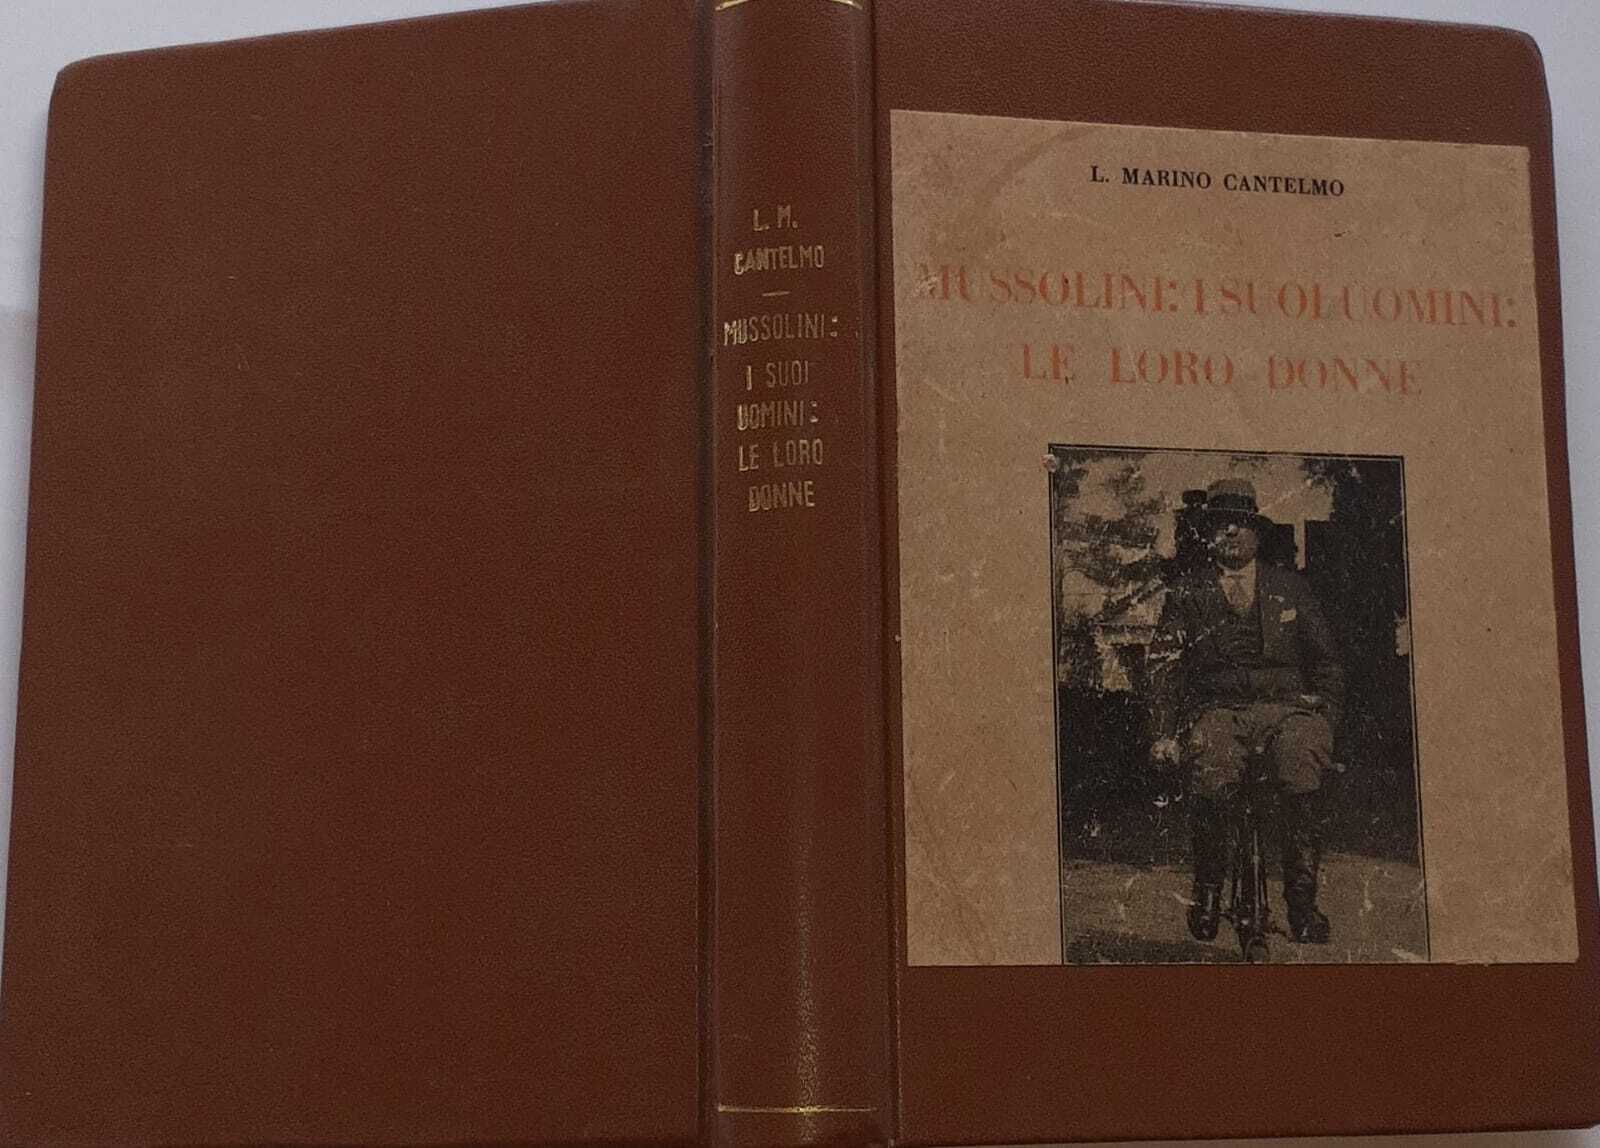 L. M.
CANTELMO
—
MUSSOLINI:
I SUOI
UOMINI:
LE LORO
DONNE
L. MARINO CANTELMO
MUSSOLINI: I SUOI UOMINI:
LE LORO DONNE